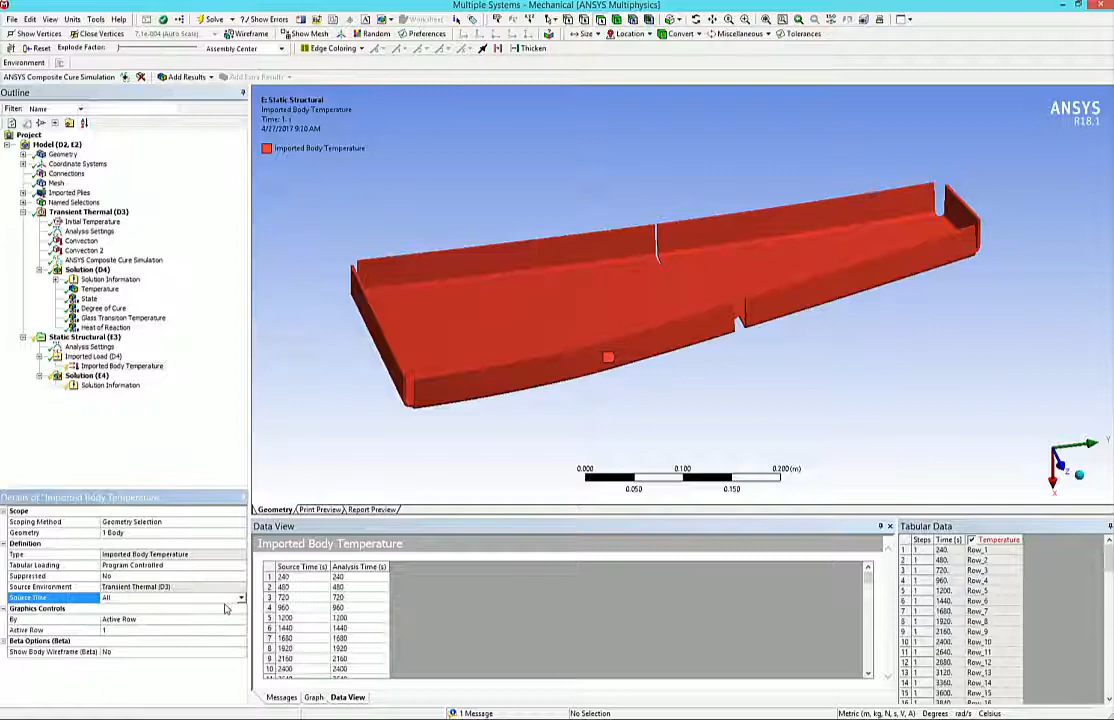 Multiple Systems - Mechanical [ANSYS Multiphysics]
File Edit View Units Tools Help Solve ?/ Show Errors Worksheet
Show Vertices Close Vertices 7.1e-004 (Auto Scale) Wireframe Show Mesh Random Preferences Size Location Convert Miscellaneous Tolerances
Reset Explode Factor: Assembly Center Edge Coloring Thicken
Environment
ANSYS Composite Cure Simulation Add Results Add Extra Results
Outline
Filter: Name
Project
Model (D2, E2)
Geometry
Coordinate Systems
Connections
Mesh
Imported Plies
Named Selections
Transient Thermal (D3)
Initial Temperature
Analysis Settings
Convection
Convection 2
ANSYS Composite Cure Simulation
Solution (D4)
Solution Information
Temperature
State
Degree of Cure
Glass Transition Temperature
Heat of Reaction
Static Structural (E3)
Analysis Settings
Imported Load (D4)
Imported Body Temperature
Solution (E4)
Solution Information
E: Static Structural
Imported Body Temperature
Time: 1. s
4/27/2017 9:10 AM
Imported Body Temperature
ANSYS
R18.1
0.000 0.100 0.200(m)
0.050 0.150
Y
Z
X
Geometry Print Preview Report Preview
Details of "Imported Body Temperature"
Scope
Scoping Method Geometry Selection
Geometry 1 Body
Definition
Type Imported Body Temperature
Tabular Loading Program Controlled
Suppressed No
Source Environment Transient Thermal (D3)
Source Time All
Graphics Controls
By Active Row
Active Row 1
Beta Options (Beta)
Show Body Wireframe (Beta) No
Data View
Imported Body Temperature
Source Time (s) Analysis Time (s)
1 240 240
2 480 480
3 720 720
4 960 960
5 1200 1200
6 1440 1440
7 1680 1680
8 1920 1920
9 2160 2160
10 2400 2400
Messages Graph Data View
Tabular Data
Steps Time [s] Temperature
1 1 240. Row_1
2 1 480. Row_2
3 1 720. Row_3
4 1 960. Row_4
5 1 1200. Row_5
6 1 1440. Row_6
7 1 1680. Row_7
8 1 1920. Row_8
9 1 2160. Row_9
10 1 2400. Row_10
11 1 2640. Row_11
12 1 2880. Row_12
13 1 3120. Row_13
14 1 3360. Row_14
15 1 3600. Row_15
16 1 3840. Row_16
1 Message No Selection Metric (m, kg, N, s, V, A) Degrees rad/s Celsius